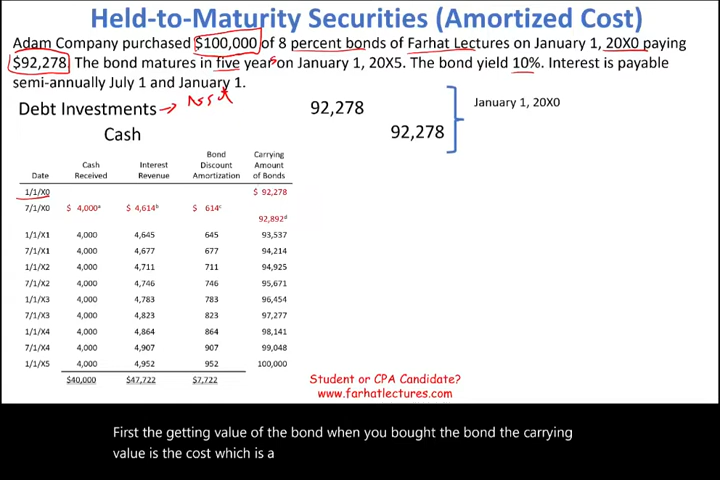 Held-to-Maturity Securities (Amortized Cost)
Adam Company purchased $100,000 of 8 percent bonds of Farhat Lectures on January 1, 20X0 paying
$92,278. The bond matures in five years on January 1, 20X5. The bond yield 10%. Interest is payable
semi-annually July 1 and January 1.
Debt Investments → Asset 92,278 January 1, 20X0
Cash 92,278
Date Cash Received Interest Revenue Bond Discount Amortization Carrying Amount of Bonds
1/1/X0 $ 92,278
7/1/X0 $ 4,000ᵃ $ 4,614ᵇ $ 614ᶜ 92,892ᵈ
1/1/X1 4,000 4,645 645 93,537
7/1/X1 4,000 4,677 677 94,214
1/1/X2 4,000 4,711 711 94,925
7/1/X2 4,000 4,746 746 95,671
1/1/X3 4,000 4,783 783 96,454
7/1/X3 4,000 4,823 823 97,277
1/1/X4 4,000 4,864 864 98,141
7/1/X4 4,000 4,907 907 99,048
1/1/X5 4,000 4,952 952 100,000
$40,000 $47,722 $7,722
Student or CPA Candidate?
www.farhatlectures.com
First the getting value of the bond when you bought the bond the carrying
value is the cost which is a